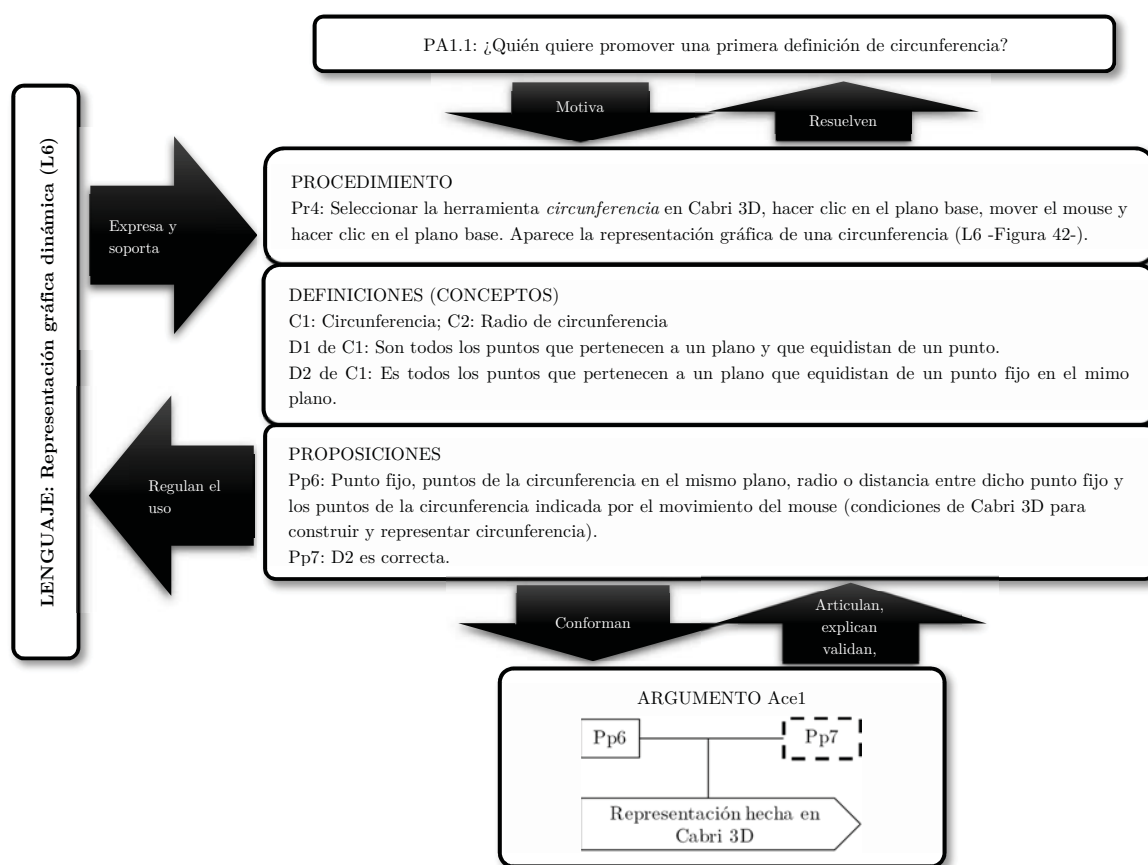 PA1.1: ¿Quién quiere promover una primera definición de circunferencia?
Motiva
Resuelven
LENGUAJE: Representación gráfica dinámica (L6)
Expresa y
soporta
PROCEDIMIENTO
Pr4: Seleccionar la herramienta circunferencia en Cabri 3D, hacer clic en el plano base, mover el mouse y
hacer clic en el plano base. Aparece la representación gráfica de una circunferencia (L6 -Figura 42-).
DEFINICIONES (CONCEPTOS)
C1: Circunferencia; C2: Radio de circunferencia
D1 de C1: Son todos los puntos que pertenecen a un plano y que equidistan de un punto.
D2 de C1: Es todos los puntos que pertenecen a un plano que equidistan de un punto fijo en el mimo
plano.
Regulan el
uso
PROPOSICIONES
Pp6: Punto fijo, puntos de la circunferencia en el mismo plano, radio o distancia entre dicho punto fijo y
los puntos de la circunferencia indicada por el movimiento del mouse (condiciones de Cabri 3D para
construir y representar circunferencia).
Pp7: D2 es correcta.
Conforman
Articulan,
explican
validan,
ARGUMENTO Ace1
Pp6
Pp7
Representación hecha en
Cabri 3D